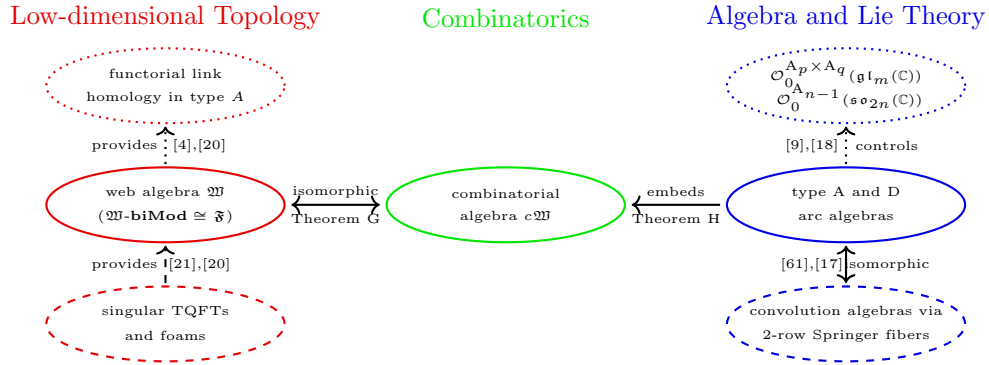 Low-dimensional Topology
Combinatorics
Algebra and Lie Theory
functorial link
homology in type A
𝒪₀^{A_p×A_q}(𝔤𝔩_m(ℂ))
𝒪₀^{A_{n−1}}(𝔰𝔬_{2n}(ℂ))
provides [4],[20]
[9],[18] controls
web algebra 𝔚
(𝔚-biMod ≅ 𝔉)
isomorphic
Theorem G
combinatorial
algebra c𝔚
embeds
Theorem H
type A and D
arc algebras
provides [21],[20]
[61],[17] isomorphic
singular TQFTs
and foams
convolution algebras via
2-row Springer fibers